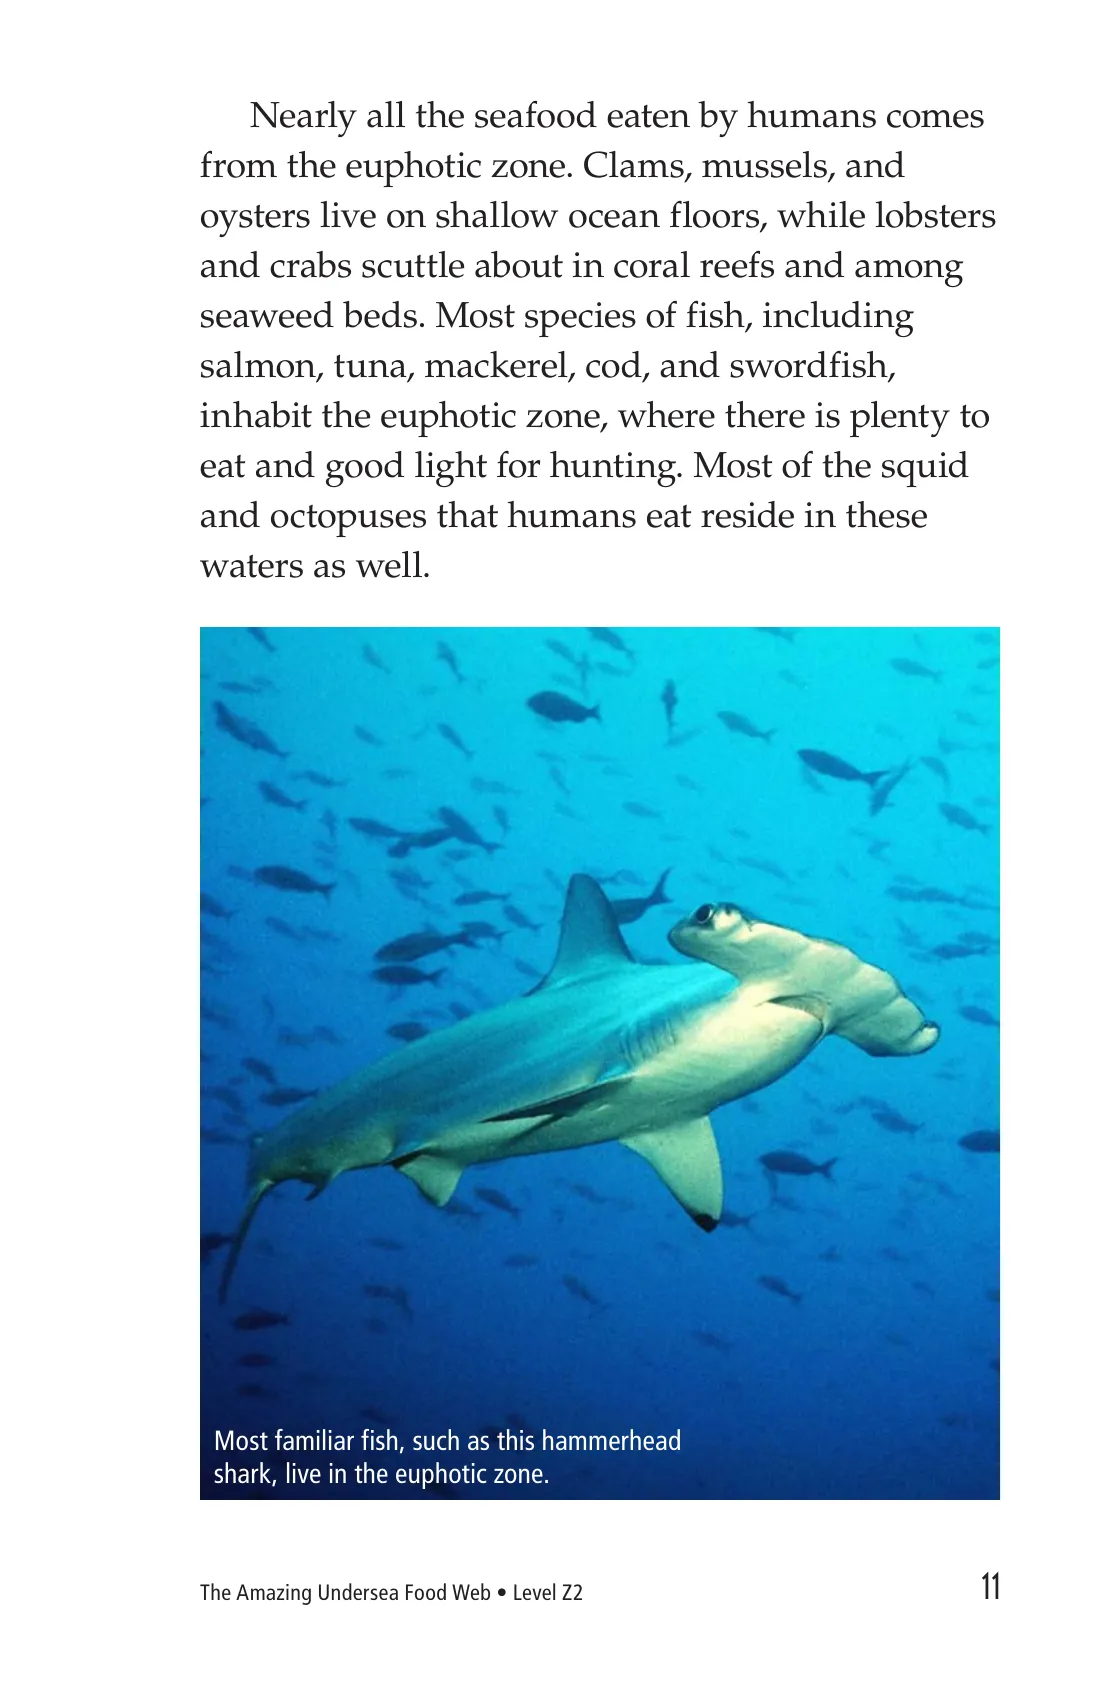 Nearly all the seafood eaten by humans comes
from the euphotic zone. Clams, mussels, and
oysters live on shallow ocean floors, while lobsters
and crabs scuttle about in coral reefs and among
seaweed beds. Most species of fish, including
salmon, tuna, mackerel, cod, and swordfish,
inhabit the euphotic zone, where there is plenty to
eat and good light for hunting. Most of the squid
and octopuses that humans eat reside in these
waters as well.
Most familiar fish, such as this hammerhead
shark, live in the euphotic zone.
The Amazing Undersea Food Web • Level Z2
11